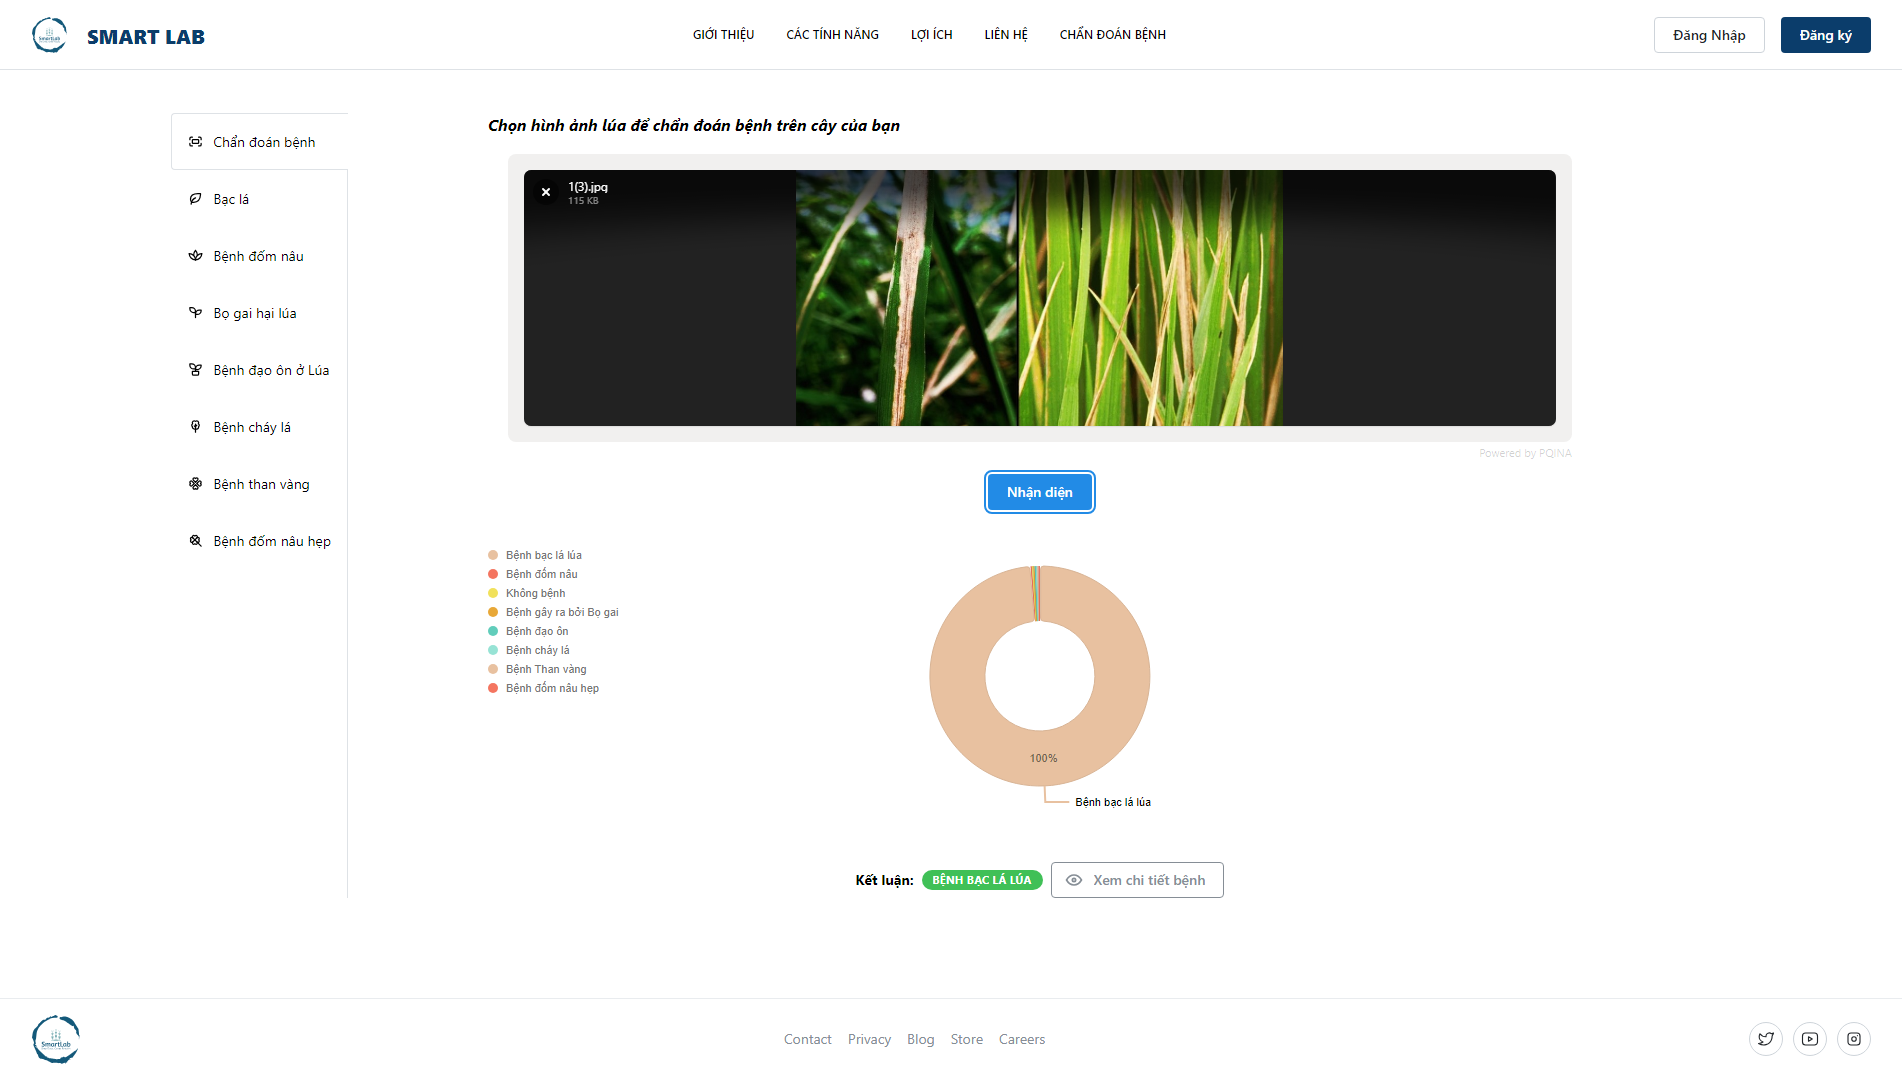 SMART LAB
GIỚI THIỆU
CÁC TÍNH NĂNG
LỢI ÍCH
LIÊN HỆ
CHẨN ĐOÁN BỆNH
Đăng Nhập
Đăng ký
Chẩn đoán bệnh
Bạc lá
Bệnh đốm nâu
Bọ gai hại lúa
Bệnh đạo ôn ở Lúa
Bệnh cháy lá
Bệnh than vàng
Bệnh đốm nâu hẹp
Chọn hình ảnh lúa để chẩn đoán bệnh trên cây của bạn
1(3).jpg
115 KB
Powered by PQINA
Nhận diện
Bệnh bạc lá lúa
Bệnh đốm nâu
Không bệnh
Bệnh gây ra bởi Bọ gai
Bệnh đạo ôn
Bệnh cháy lá
Bệnh Than vàng
Bệnh đốm nâu hẹp
100%
Bệnh bạc lá lúa
Kết luận:
BỆNH BẠC LÁ LÚA
Xem chi tiết bệnh
SmartLab
Contact
Privacy
Blog
Store
Careers